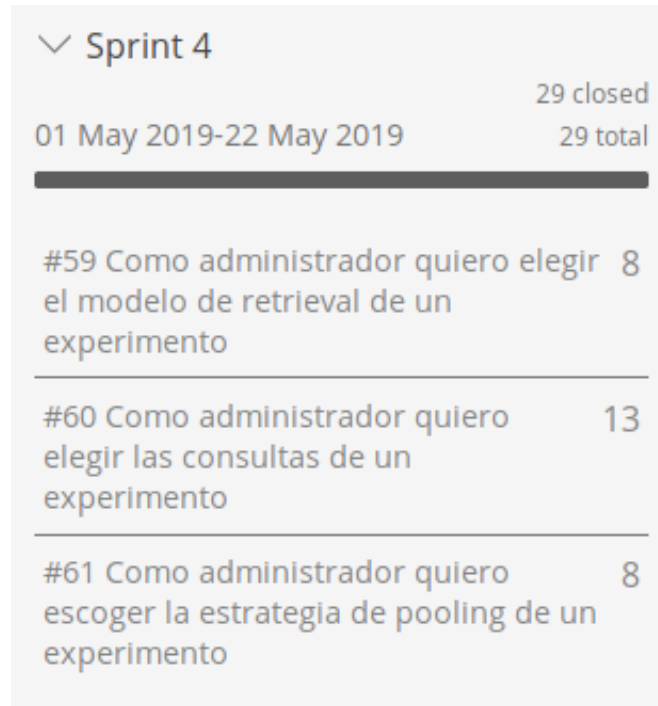 Sprint 4
29 closed
01 May 2019-22 May 2019 29 total
#59 Como administrador quiero elegir 8
el modelo de retrieval de un
experimento
#60 Como administrador quiero 13
elegir las consultas de un
experimento
#61 Como administrador quiero 8
escoger la estrategia de pooling de un
experimento